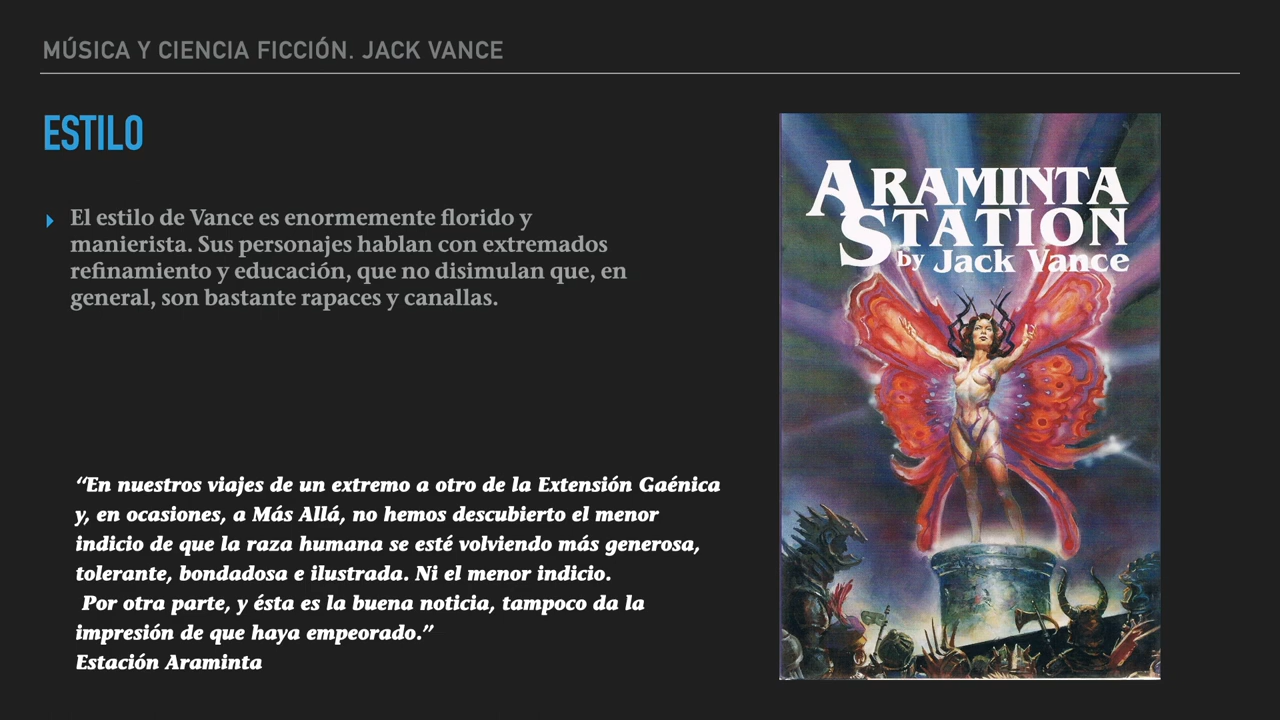 MÚSICA Y CIENCIA FICCIÓN. JACK VANCE
ESTILO
El estilo de Vance es enormemente florido y
manierista. Sus personajes hablan con extremados
refinamiento y educación, que no disimulan que, en
general, son bastante rapaces y canallas.
“En nuestros viajes de un extremo a otro de la Extensión Gaénica
y, en ocasiones, a Más Allá, no hemos descubierto el menor
indicio de que la raza humana se esté volviendo más generosa,
tolerante, bondadosa e ilustrada. Ni el menor indicio.
Por otra parte, y ésta es la buena noticia, tampoco da la
impresión de que haya empeorado.”
Estación Araminta
ARAMINTA
STATION
by Jack Vance